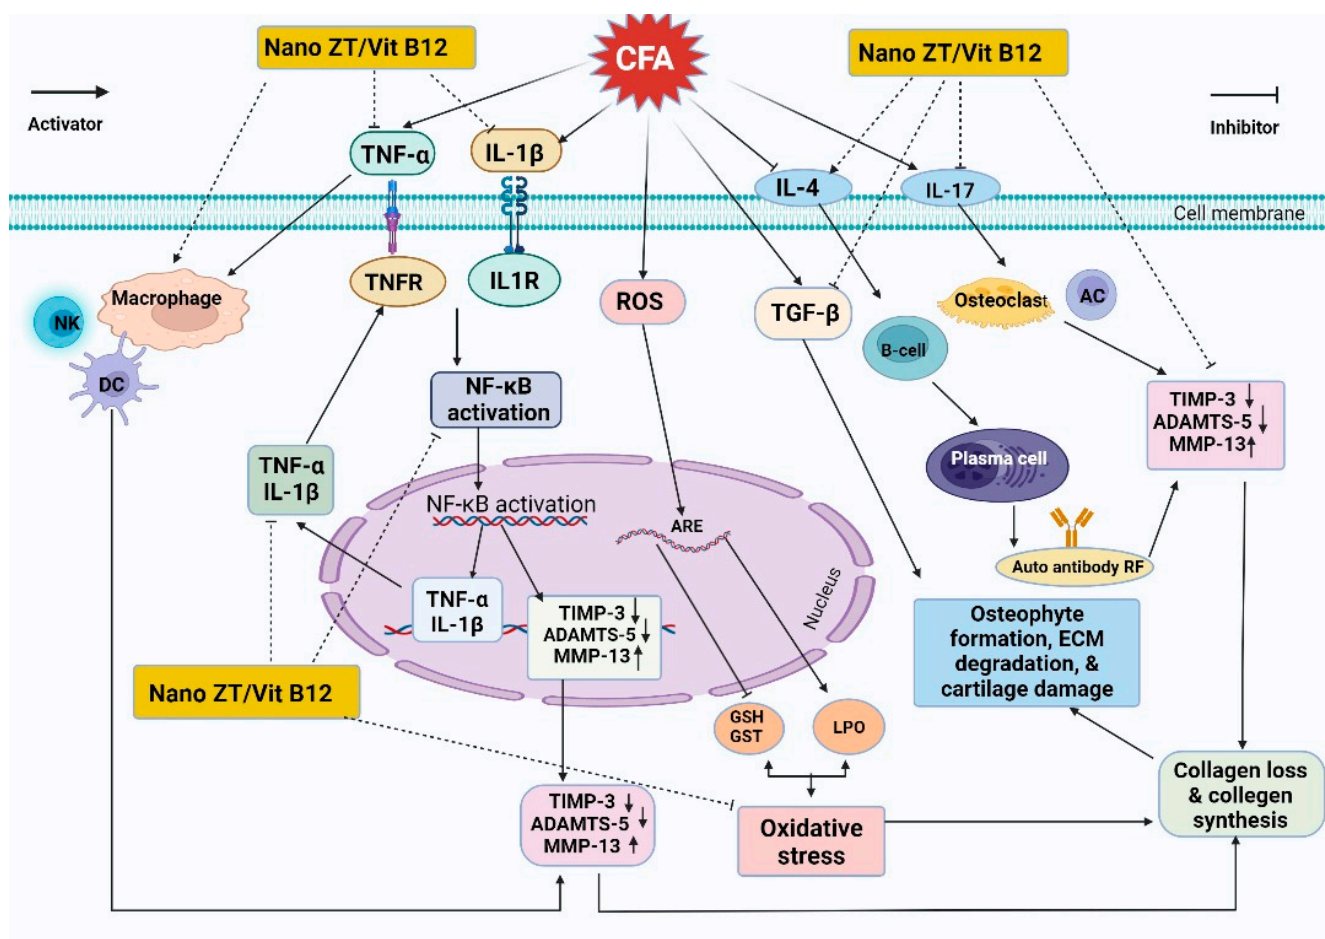 Nano ZT/Vit B12
CFA
Nano ZT/Vit B12
Activator
Inhibitor
TNF-α
IL-1β
IL-4
IL-17
Cell membrane
TNFR
IL1R
Macrophage
NK
DC
ROS
TGF-β
Osteoclast
AC
B-cell
NF-κB
activation
TIMP-3 ↓
ADAMTS-5 ↓
MMP-13 ↑
Plasma cell
TNF-α
IL-1β
NF-κB activation
ARE
Auto antibody RF
Nucleus
TNF-α
IL-1β
TIMP-3 ↓
ADAMTS-5 ↓
MMP-13 ↑
Osteophyte
formation, ECM
degradation, &
cartilage damage
Nano ZT/Vit B12
GSH
GST
LPO
Collagen loss
& collegen
synthesis
TIMP-3 ↓
ADAMTS-5 ↓
MMP-13 ↑
Oxidative
stress